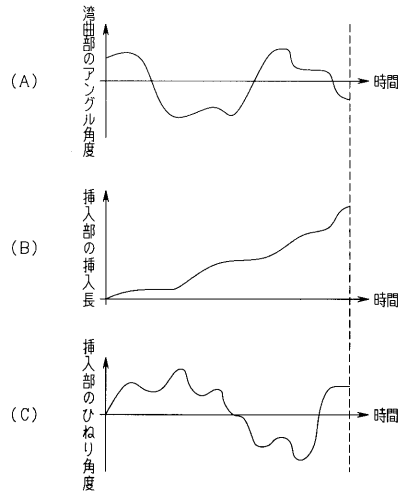 (A)
湾曲部のアングル角度
時間
(B)
挿入部の挿入長
時間
(C)
挿入部のひねり角度
時間